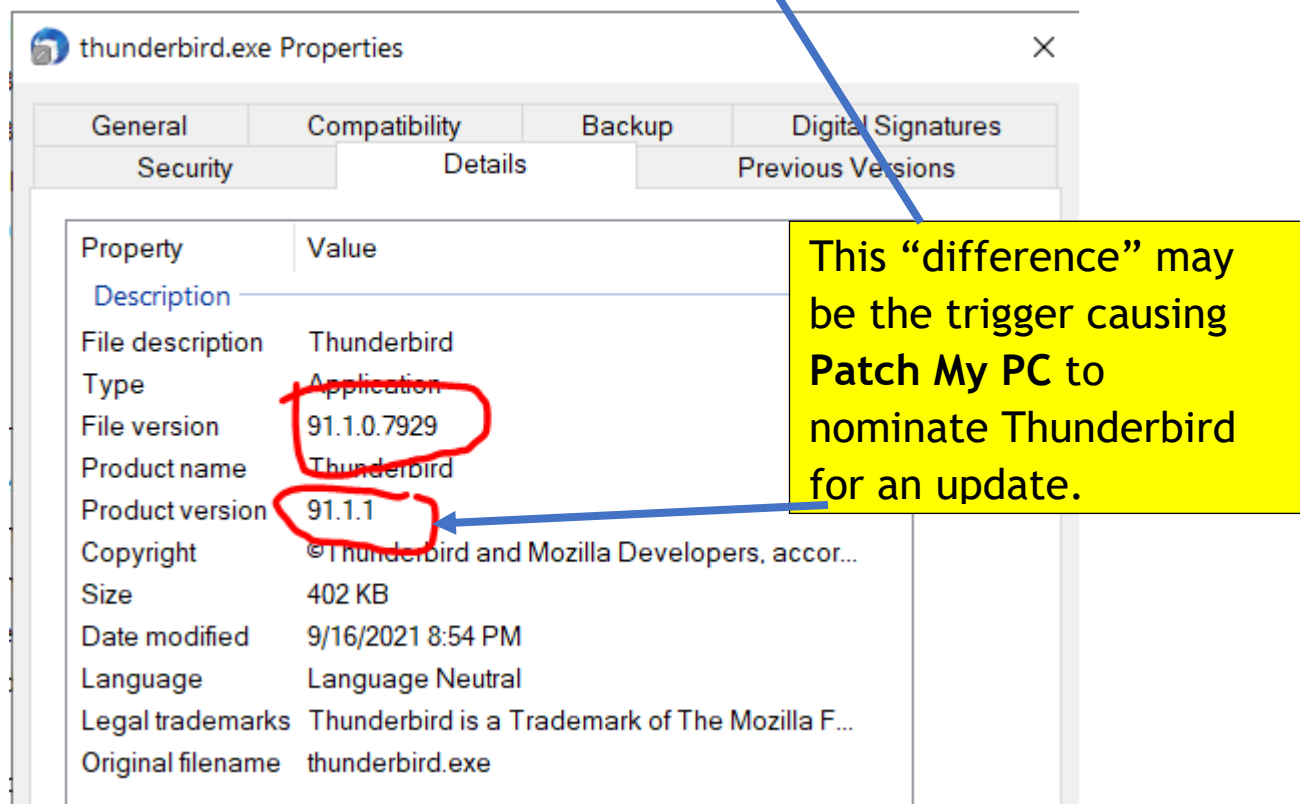 thunderbird.exe Properties
General Compatibility Backup Digital Signatures
Security Details Previous Versions
Property Value
Description
File description Thunderbird
Type Application
File version 91.1.0.7929
Product name Thunderbird
Product version 91.1.1
Copyright ©Thunderbird and Mozilla Developers, accor...
Size 402 KB
Date modified 9/16/2021 8:54 PM
Language Language Neutral
Legal trademarks Thunderbird is a Trademark of The Mozilla F...
Original filename thunderbird.exe
This “difference” may
be the trigger causing
Patch My PC to
nominate Thunderbird
for an update.